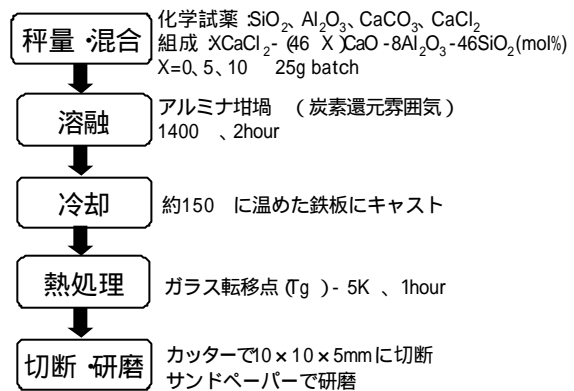 秤量・混合
化学試薬:SiO2、Al2O3、CaCO3、CaCl2
組成:XCaCl2-(46 X)CaO-8Al2O3-46SiO2(mol%)
X=0、5、10 25g batch
溶融
アルミナ坩堝 (炭素還元雰囲気)
1400 、2hour
冷却
約150 に温めた鉄板にキャスト
熱処理
ガラス転移点(Tg )- 5K 、1hour
切断・研磨
カッターで10×10×5mmに切断
サンドペーパーで研磨